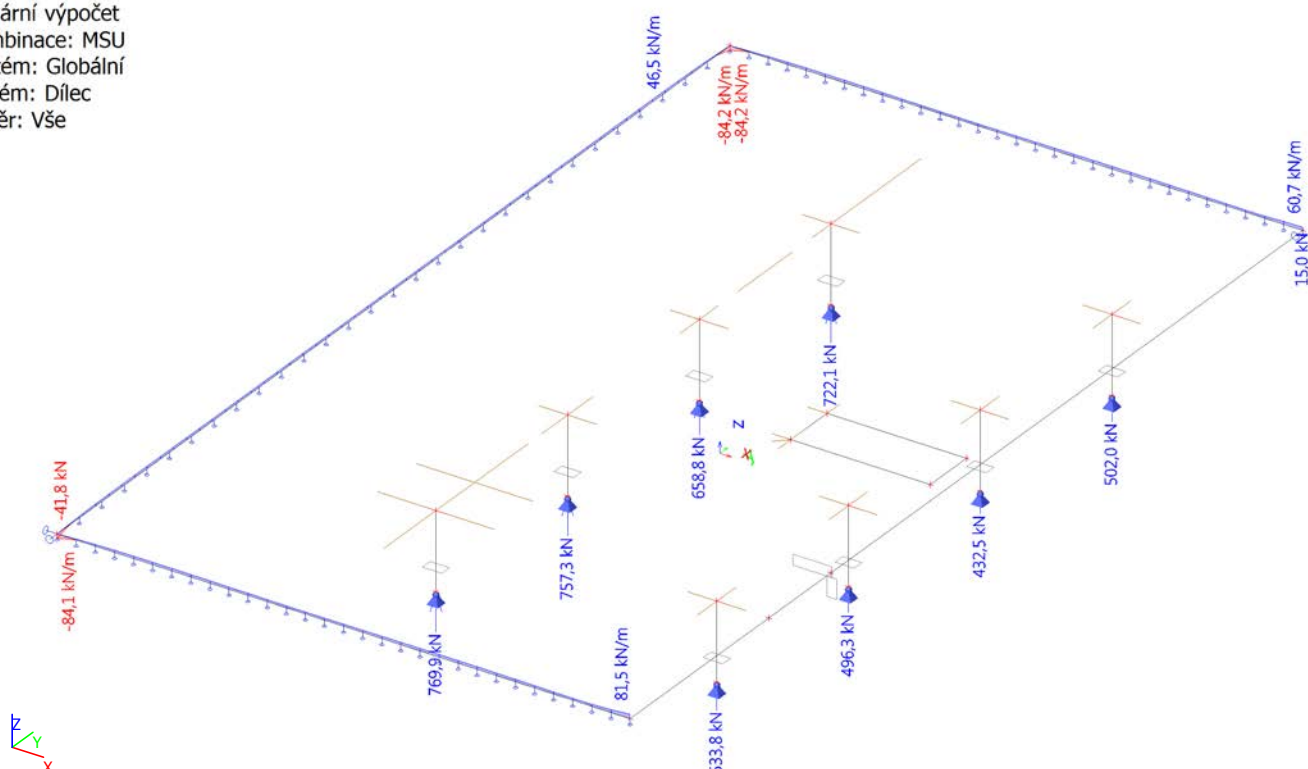 ární výpočet
nbinace: MSU
tém: Globální
ém: Dílec
ěr: Vše
46,5 kN/m
-84,2 kN/m
-84,2 kN/m
60,7 kN/m
15,0 kN
722,1 kN
658,8 kN
z
x
y
502,0 kN
432,5 kN
-41,8 kN
-84,1 kN/m
757,3 kN
769,9 kN
496,3 kN
81,5 kN/m
533,8 kN
Z
Y
X